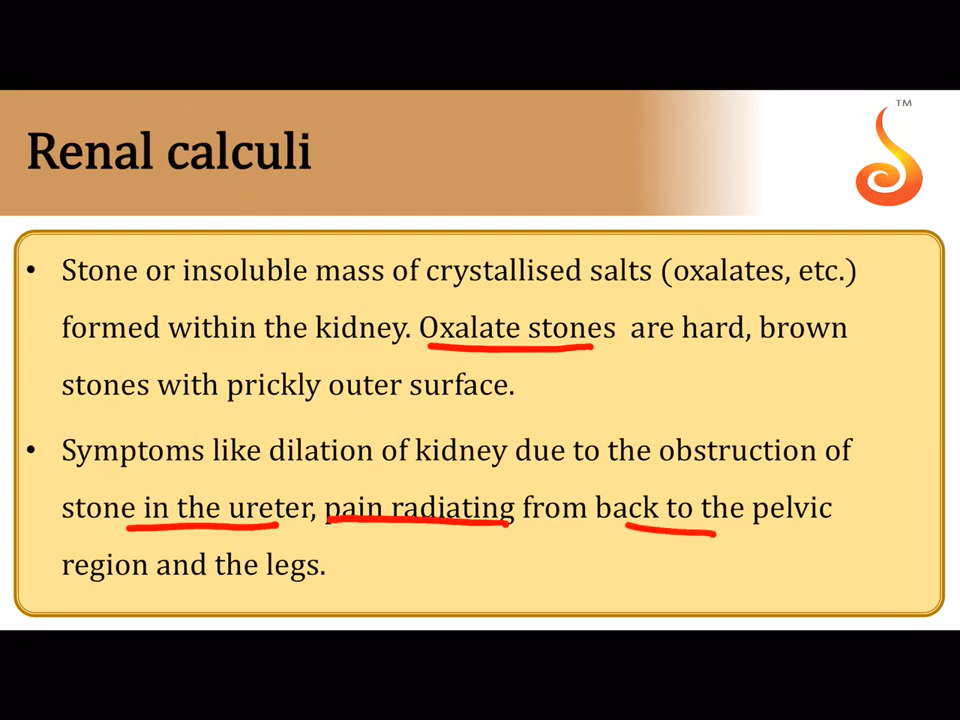 TM
Renal calculi
• Stone or insoluble mass of crystallised salts (oxalates, etc.)
formed within the kidney. Oxalate stones are hard, brown
stones with prickly outer surface.
• Symptoms like dilation of kidney due to the obstruction of
stone in the ureter, pain radiating from back to the pelvic
region and the legs.